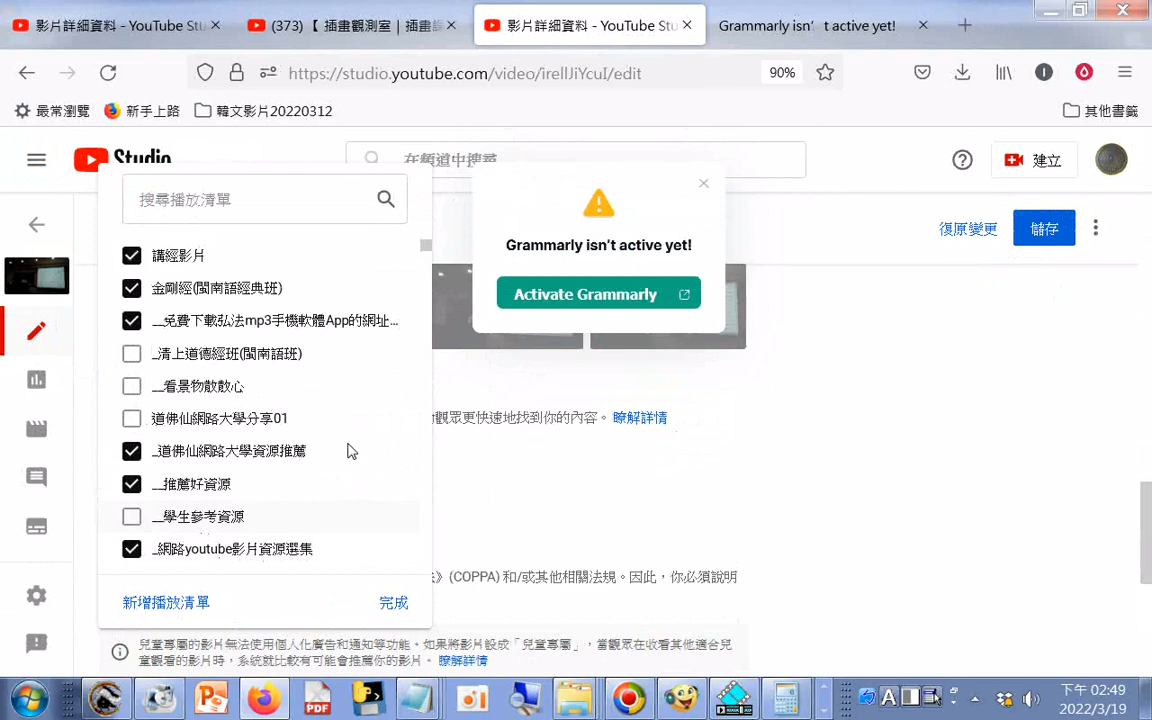 影片詳細資料 - YouTube Stu
(373)【 插畫觀測室｜插畫誤
影片詳細資料 - YouTube Stu
Grammarly isn't active yet!
https://studio.youtube.com/video/irellJiYcuI/edit
90%
最常瀏覽
新手上路
韓文影片20220312
其他書籤
Studio
在頻道中搜尋
建立
搜尋播放清單
復原變更
儲存
Grammarly isn't active yet!
Activate Grammarly
講經影片
金剛經(閩南語經典班)
__免費下載弘法mp3手機軟體App的網址...
_清上道德經班(閩南語班)
__看景物散散心
道佛仙網路大學分享01
_道佛仙網路大學資源推薦
__推薦好資源
__學生參考資源
_網路youtube影片資源選集
觀眾更快速地找到你的內容。 瞭解詳情
》(COPPA) 和/或其他相關法規。因此，你必須說明
新增播放清單
完成
兒童專屬的影片無法使用個人化廣告和通知等功能。如果將影片設成「兒童專屬」，當觀眾在收看其他適合兒
童觀看的影片時，系統就比較有可能會推薦你的影片。 瞭解詳情
PDF
A
下午 02:49
2022/3/19